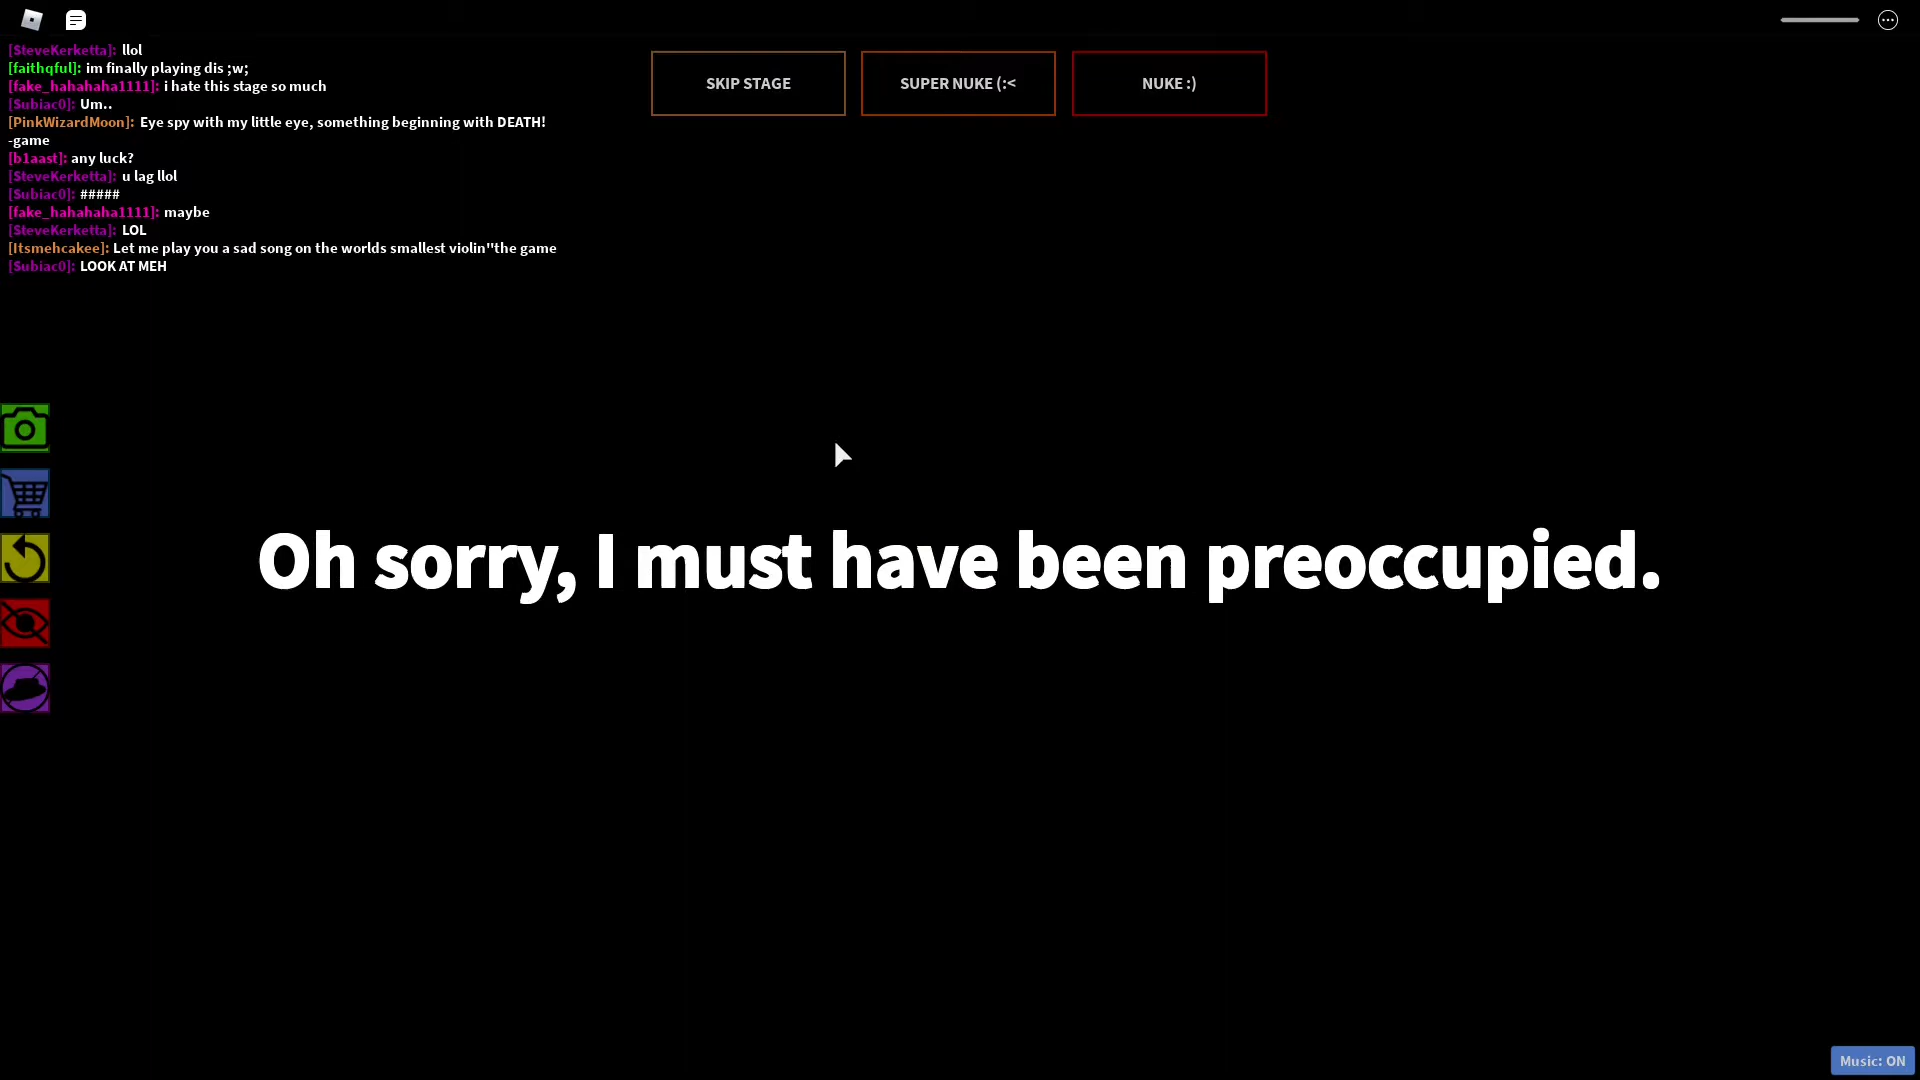 [SteveKerketta]: llol
[faithqful]: im finally playing dis ;w;
[fake_hahahaha1111]: i hate this stage so much
[Subiac0]: Um..
[PinkWizardMoon]: Eye spy with my little eye, something beginning with DEATH!
-game
[b1aast]: any luck?
[SteveKerketta]: u lag llol
[Subiac0]: #####
[fake_hahahaha1111]: maybe
[SteveKerketta]: LOL
[Itsmehcakee]: Let me play you a sad song on the worlds smallest violin"the game
[Subiac0]: LOOK AT MEH
SKIP STAGE
SUPER NUKE (:<
NUKE :)
Oh sorry, I must have been preoccupied.
Music: ON